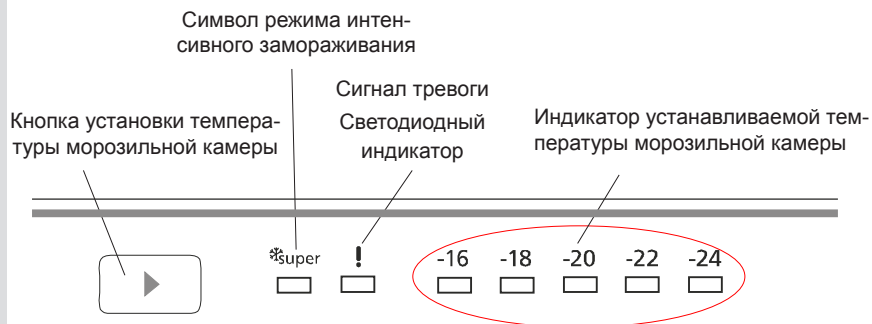 Символ режима интен-
сивного замораживания
Сигнал тревоги
Светодиодный
индикатор
Кнопка установки темпера-
туры морозильной камеры
Индикатор устанавливаемой тем-
пературы морозильной камеры
super ! -16 -18 -20 -22 -24